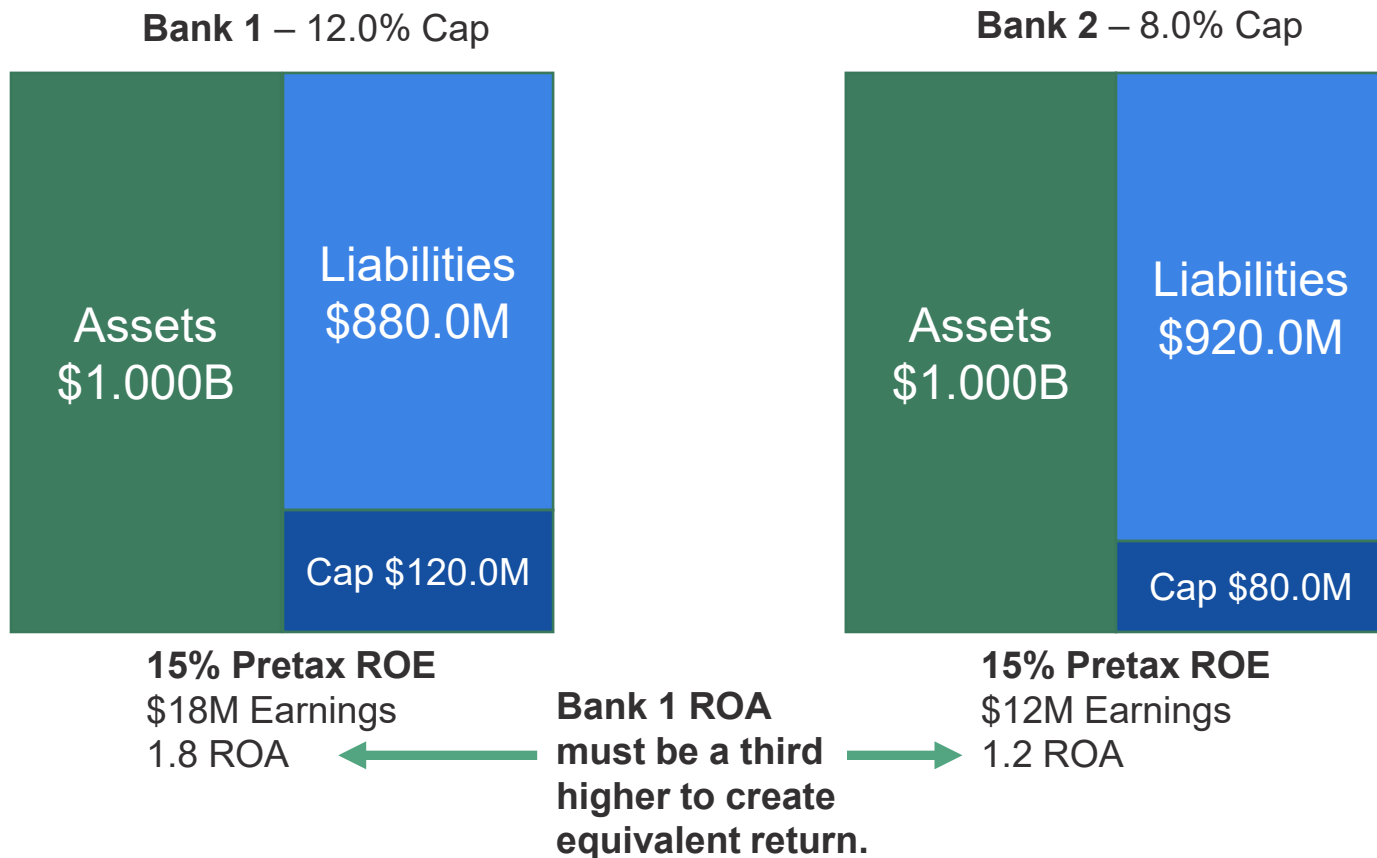 Bank 1 – 12.0% Cap
Assets
$1.000B
Liabilities
$880.0M
Cap $120.0M
15% Pretax ROE
$18M Earnings
1.8 ROA
Bank 1 ROA
must be a third
higher to create
equivalent return.
Bank 2 – 8.0% Cap
Assets
$1.000B
Liabilities
$920.0M
Cap $80.0M
15% Pretax ROE
$12M Earnings
1.2 ROA